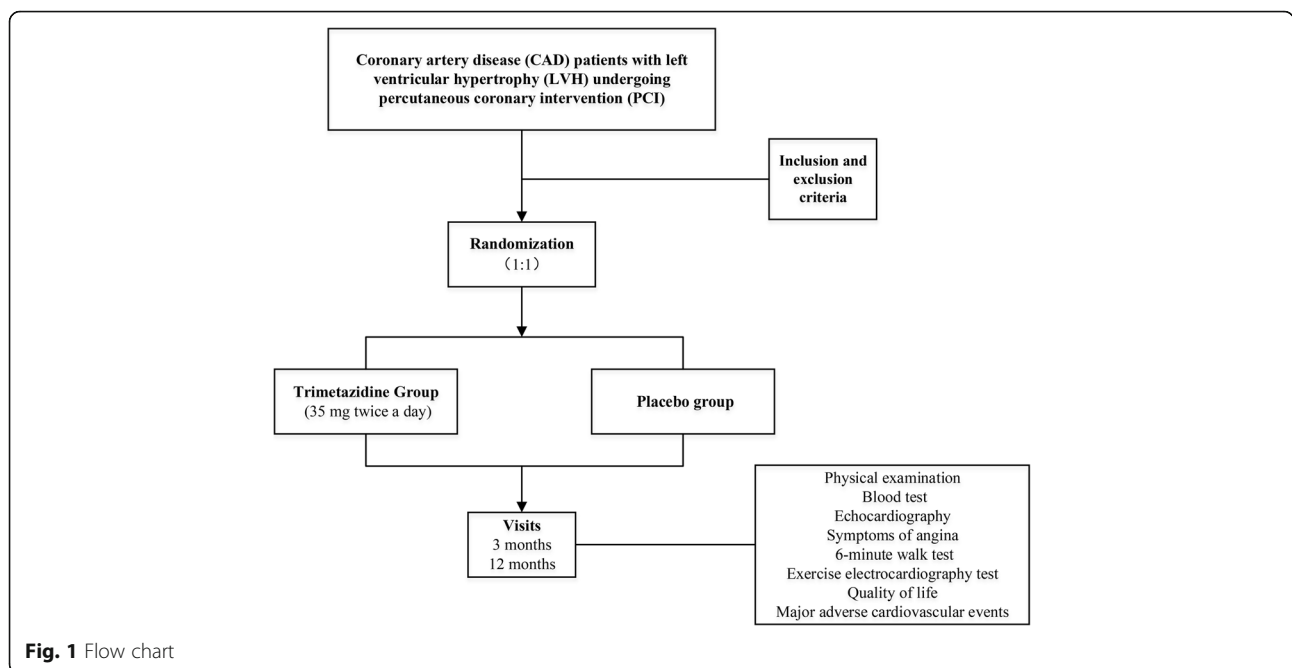 Coronary artery disease (CAD) patients with left
ventricular hypertrophy (LVH) undergoing
percutaneous coronary intervention (PCI)
Inclusion and
exclusion
criteria
Randomization
（1:1）
Trimetazidine Group
(35 mg twice a day)
Placebo group
Visits
3 months
12 months
Physical examination
Blood test
Echocardiography
Symptoms of angina
6-minute walk test
Exercise electrocardiography test
Quality of life
Major adverse cardiovascular events
Fig. 1 Flow chart